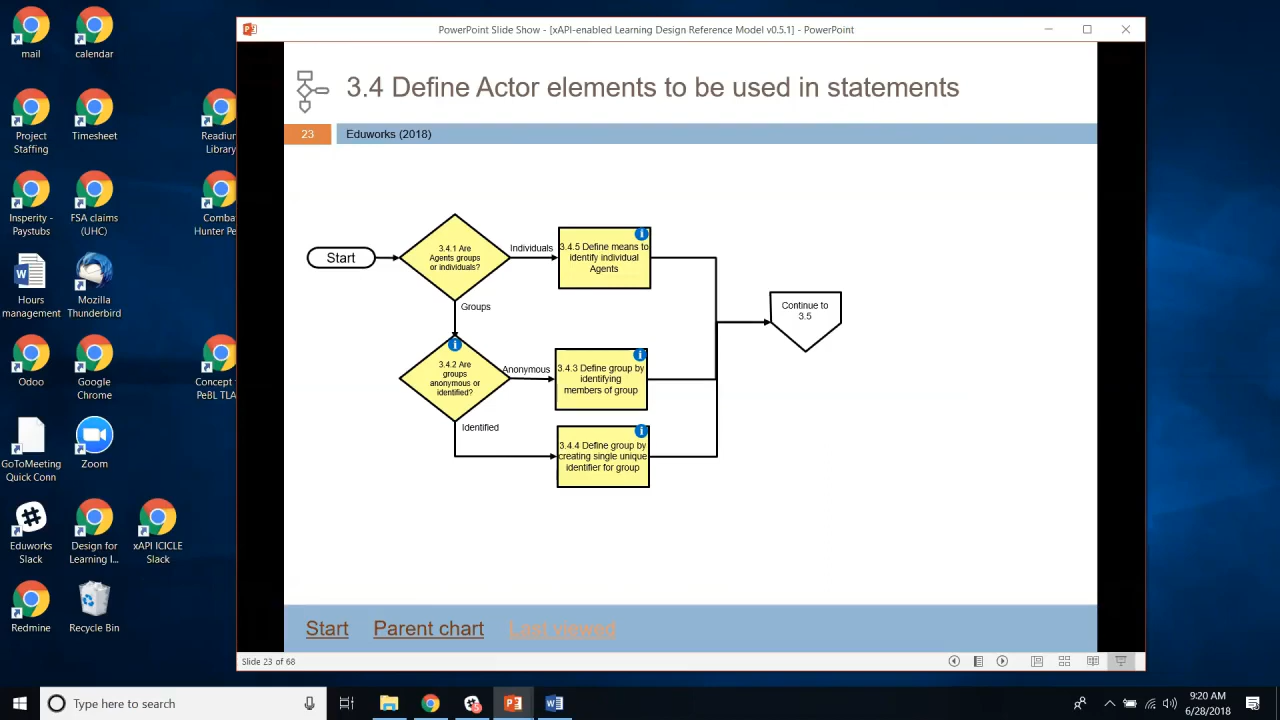 mail
calendar
Project
Staffing
Timesheet
Readium
Library
Insperity -
Paystubs
FSA claims
(UHC)
Hunter
Hours
management
Mozilla
Thunderbird
Odoo
Google
Chrome
Concept
PeBL TLA
GoToMeeting
Quick Conn
Zoom
Eduworks
Slack
Design for
Learning I...
xAPI ICICLE
Slack
Redmine
Recycle Bin
PowerPoint Slide Show - [xAPI-enabled Learning Design Reference Model v0.5.1] - PowerPoint
3.4 Define Actor elements to be used in statements
23
Eduworks (2018)
Start
3.4.1 Are
Agents groups
or individuals?
Individuals
3.4.5 Define means to
identify individual
Agents
Groups
Continue to
3.5
3.4.2 Are
groups
anonymous or
identified?
Anonymous
3.4.3 Define group by
identifying
members of group
Identified
3.4.4 Define group by
creating single unique
identifier for group
Start Parent chart Last viewed
Slide 23 of 68
Type here to search
9:20 AM
6/28/2018